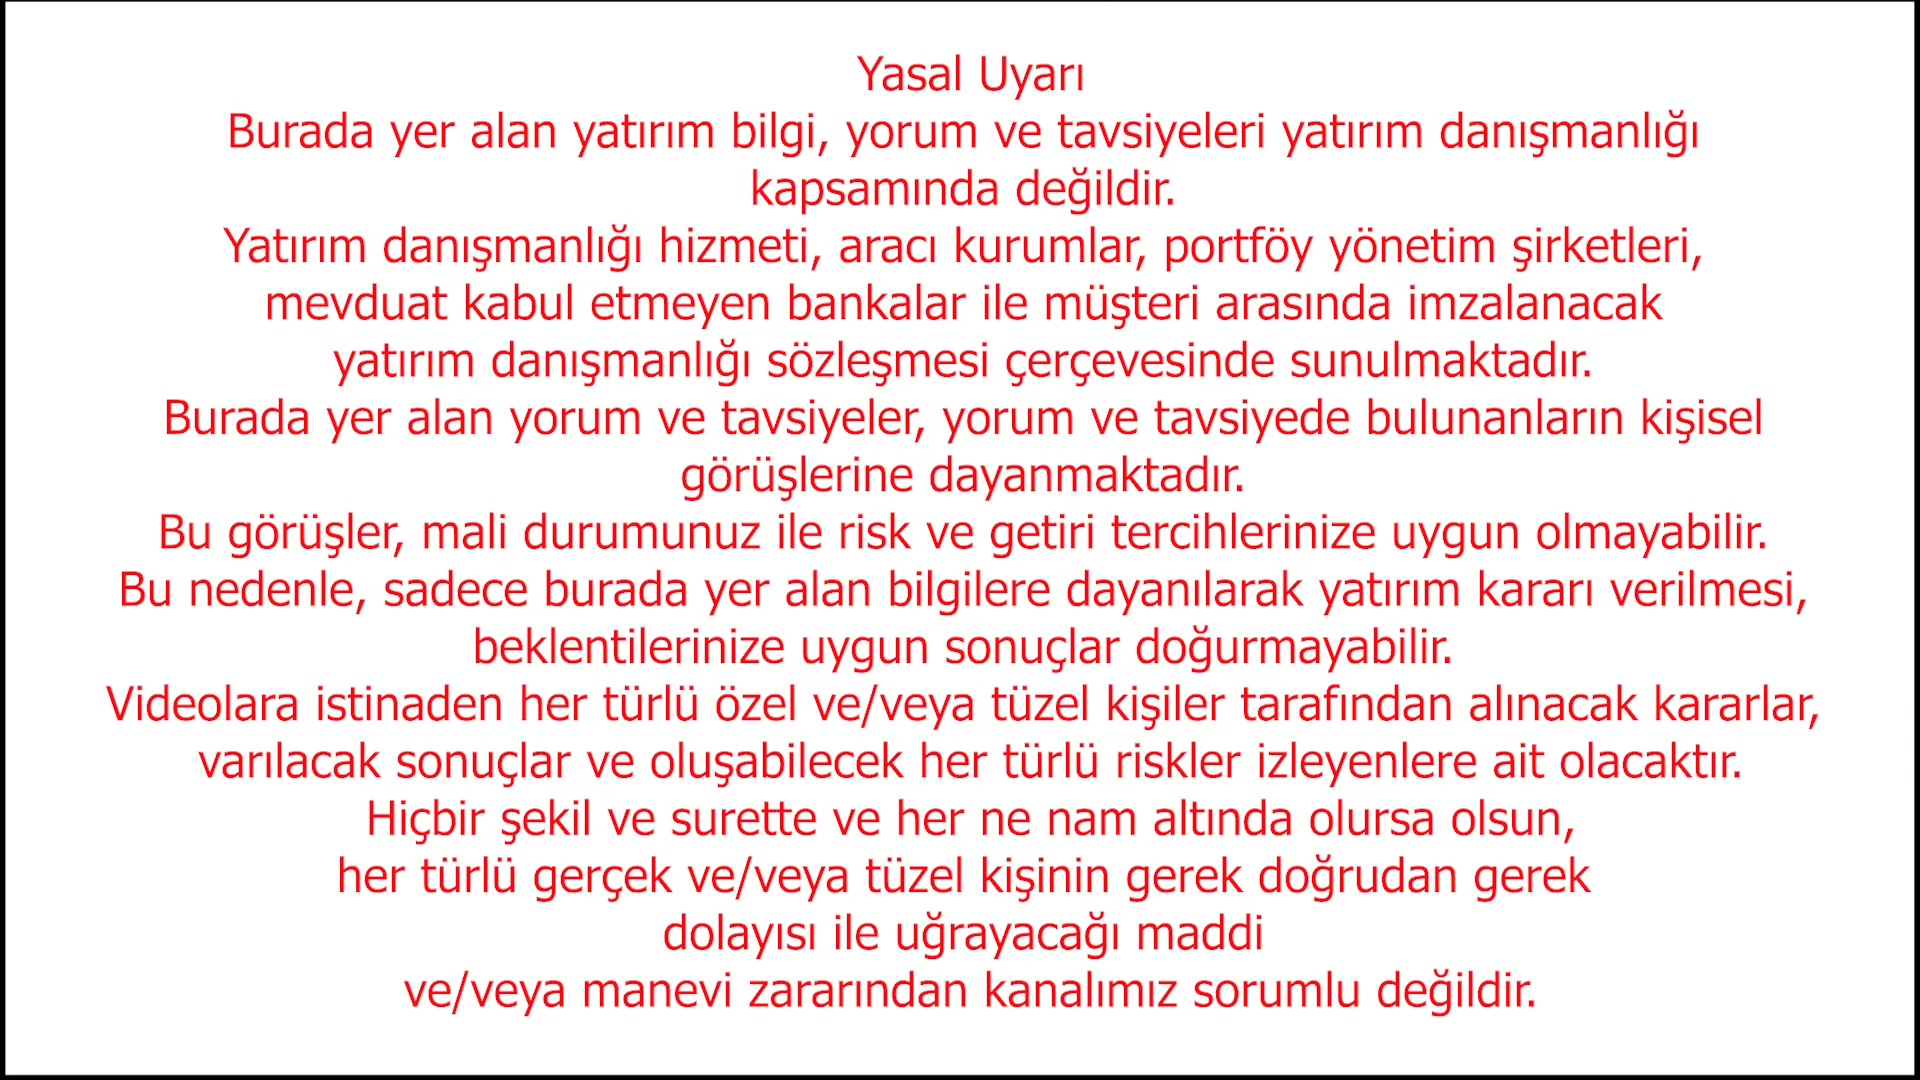 Yasal Uyarı
Burada yer alan yatırım bilgi, yorum ve tavsiyeleri yatırım danışmanlığı
kapsamında değildir.
Yatırım danışmanlığı hizmeti, aracı kurumlar, portföy yönetim şirketleri,
mevduat kabul etmeyen bankalar ile müşteri arasında imzalanacak
yatırım danışmanlığı sözleşmesi çerçevesinde sunulmaktadır.
Burada yer alan yorum ve tavsiyeler, yorum ve tavsiyede bulunanların kişisel
görüşlerine dayanmaktadır.
Bu görüşler, mali durumunuz ile risk ve getiri tercihlerinize uygun olmayabilir.
Bu nedenle, sadece burada yer alan bilgilere dayanılarak yatırım kararı verilmesi,
beklentilerinize uygun sonuçlar doğurmayabilir.
Videolara istinaden her türlü özel ve/veya tüzel kişiler tarafından alınacak kararlar,
varılacak sonuçlar ve oluşabilecek her türlü riskler izleyenlere ait olacaktır.
Hiçbir şekil ve surette ve her ne nam altında olursa olsun,
her türlü gerçek ve/veya tüzel kişinin gerek doğrudan gerek
dolayısı ile uğrayacağı maddi
ve/veya manevi zararından kanalımız sorumlu değildir.